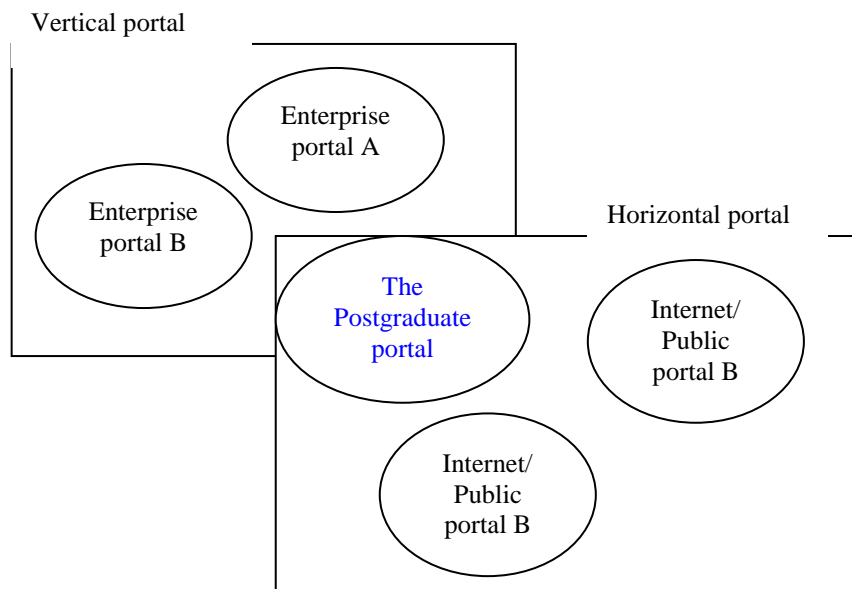 Vertical portal
Enterprise
portal A
Enterprise
portal B
Horizontal portal
The
Postgraduate
portal
Internet/
Public
portal B
Internet/
Public
portal B